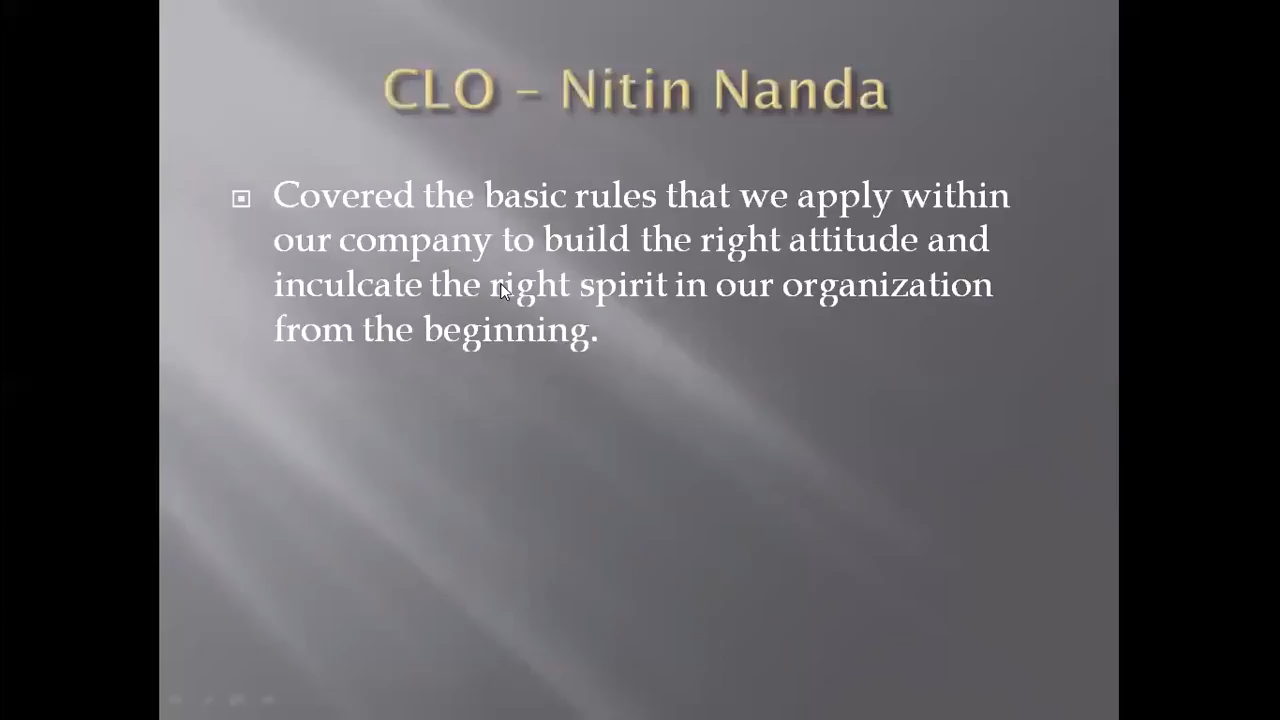 CLO – Nitin Nanda
Covered the basic rules that we apply within
our company to build the right attitude and
inculcate the right spirit in our organization
from the beginning.